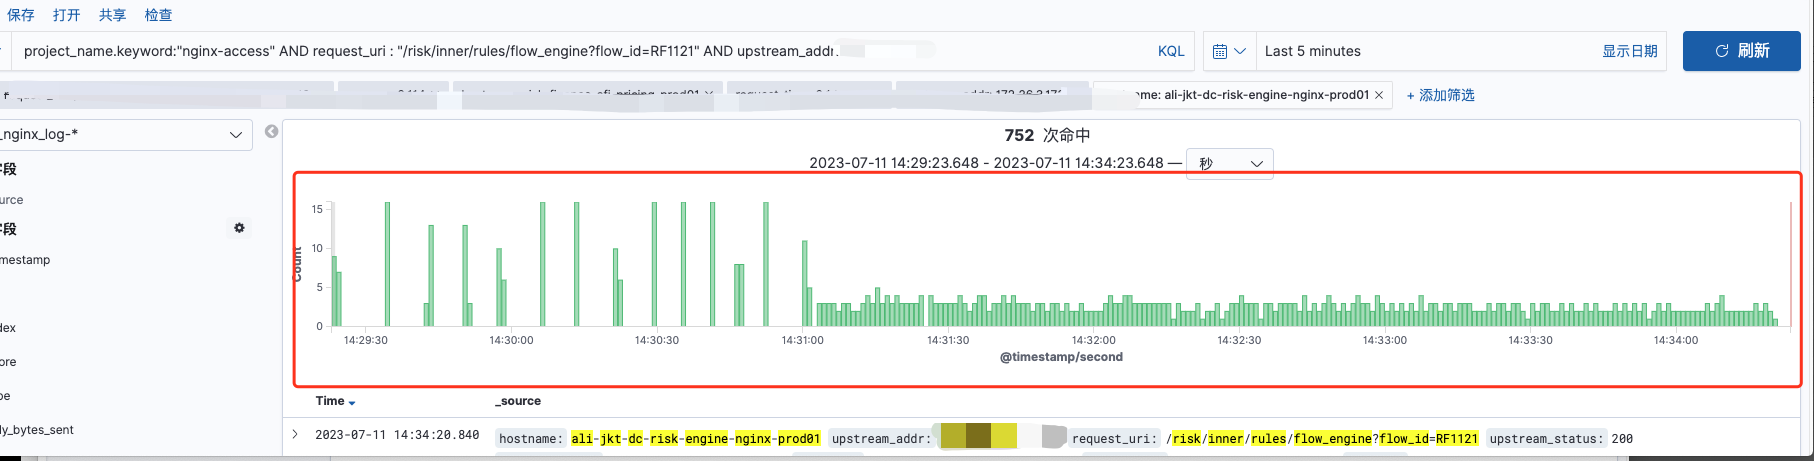 保存 打开 共享 检查
project_name.keyword:"nginx-access" AND request_uri : "/risk/inner/rules/flow_engine?flow_id=RF1121" AND upstream_addr: KQL Last 5 minutes 显示日期 刷新
ali-jkt-dc-risk-engine-nginx-prod01 × + 添加筛选
_nginx_log-*
752 次命中
2023-07-11 14:29:23.648 - 2023-07-11 14:34:23.648 — 秒
字段
urce
字段
mestamp
dex
ore
pe
ly_bytes_sent
Count
15
10
5
0
14:29:30 14:30:00 14:30:30 14:31:00 14:31:30 14:32:00 14:32:30 14:33:00 14:33:30 14:34:00
@timestamp/second
Time _source
2023-07-11 14:34:20.840 hostname: ali-jkt-dc-risk-engine-nginx-prod01 upstream_addr: request_uri: /risk/inner/rules/flow_engine?flow_id=RF1121 upstream_status: 200